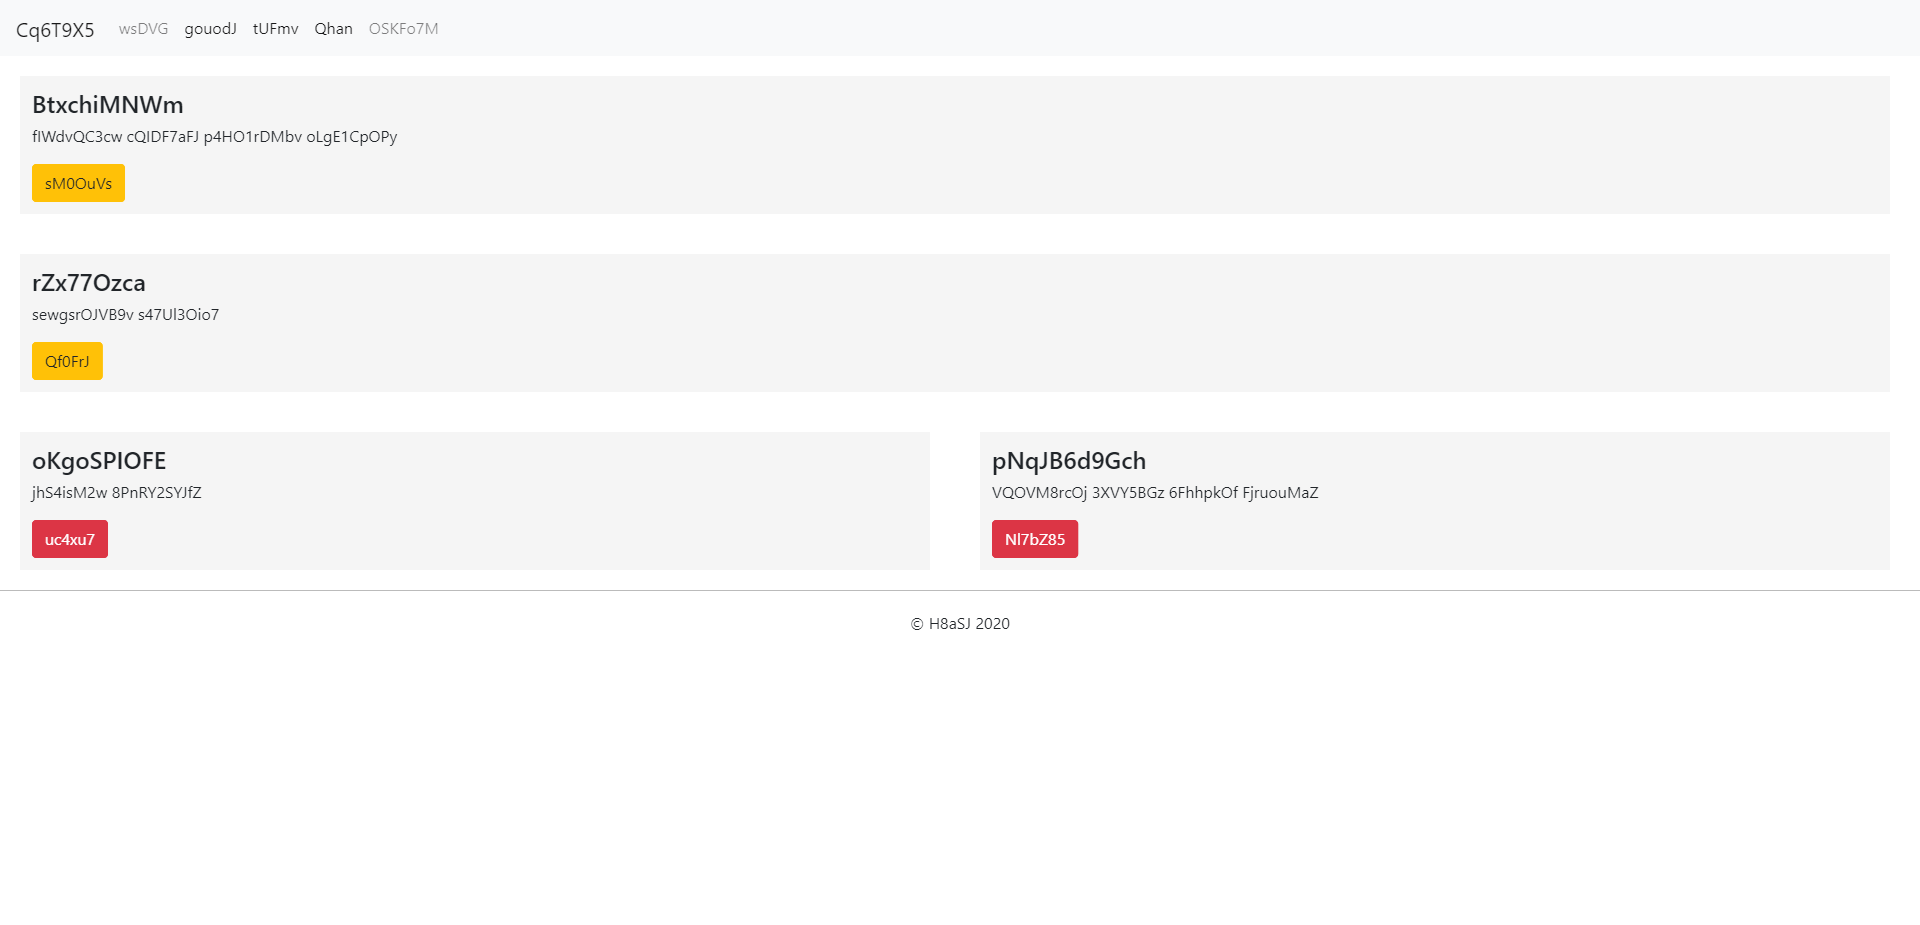 Cq6T9X5 wsDVG gouodJ tUFmv Qhan OSKFo7M
BtxchiMNWm
fIWdvQC3cw cQIDF7aFJ p4HO1rDMbv oLgE1CpOPy
sM0OuVs
rZx77Ozca
sewgsrOJVB9v s47Ul3Oio7
Qf0FrJ
oKgoSPIOFE
jhS4isM2w 8PnRY2SYJfZ
uc4xu7
pNqJB6d9Gch
VQOVM8rcOj 3XVY5BGz 6FhhpkOf FjruouMaZ
Nl7bZ85
© H8aSJ 2020